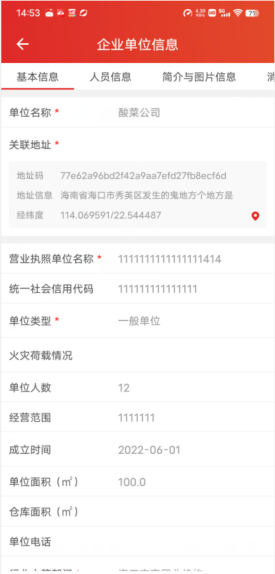 14:53
企业单位信息
基本信息 人员信息 简介与图片信息
单位名称 * 酸菜公司
关联地址 *
地址码 77e62a96bd2f42a9aa7efd27fb8ecf6d
地址信息 海南省海口市秀英区发生的鬼地方个地方是
经纬度 114.069591/22.544487
营业执照单位名称 * 1111111111111111414
统一社会信用代码 111111111111111
单位类型 * 一般单位
火灾荷载情况
单位人数 12
经营范围 1111111
成立时间 2022-06-01
单位面积（㎡） 100.0
仓库面积（㎡）
单位电话